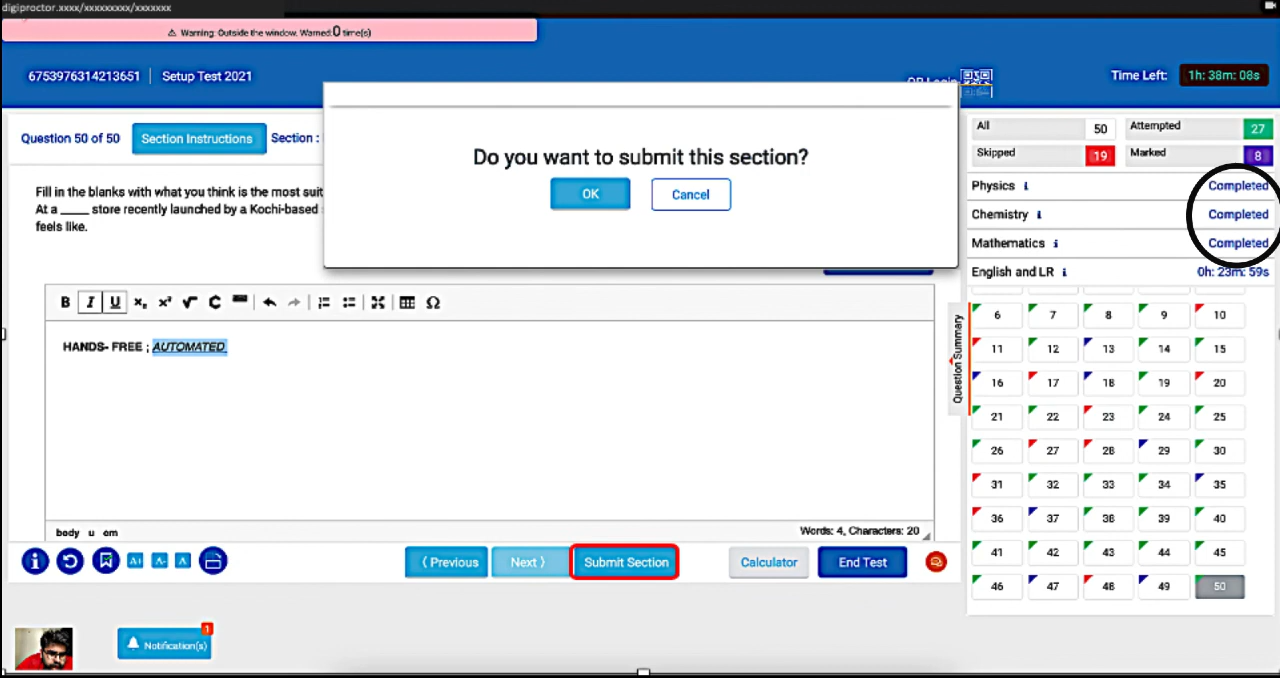 digiproctor.xxxx/xxxxxxxxx/xxxxxxx
⚠ Warning: Outside the window. Warned:0 time(s)
6753976314213651 | Setup Test 2021
Time Left: 1h: 38m: 08s
Question 50 of 50 Section Instructions Section :
Do you want to submit this section?
OK Cancel
Fill in the blanks with what you think is the most suit
At a ____ store recently launched by a Kochi-based
feels like.
B I U
HANDS- FREE ; AUTOMATED
body u em
Words: 4, Characters: 20
Previous Next Submit Section Calculator End Test
Notification(s) 1
All 50 Attempted 27
Skipped 19 Marked 8
Physics i Completed
Chemistry i Completed
Mathematics i Completed
English and LR i 0h: 23m: 59s
Question Summary
6 7 8 9 10
11 12 13 14 15
16 17 18 19 20
21 22 23 24 25
26 27 28 29 30
31 32 33 34 35
36 37 38 39 40
41 42 43 44 45
46 47 48 49 50